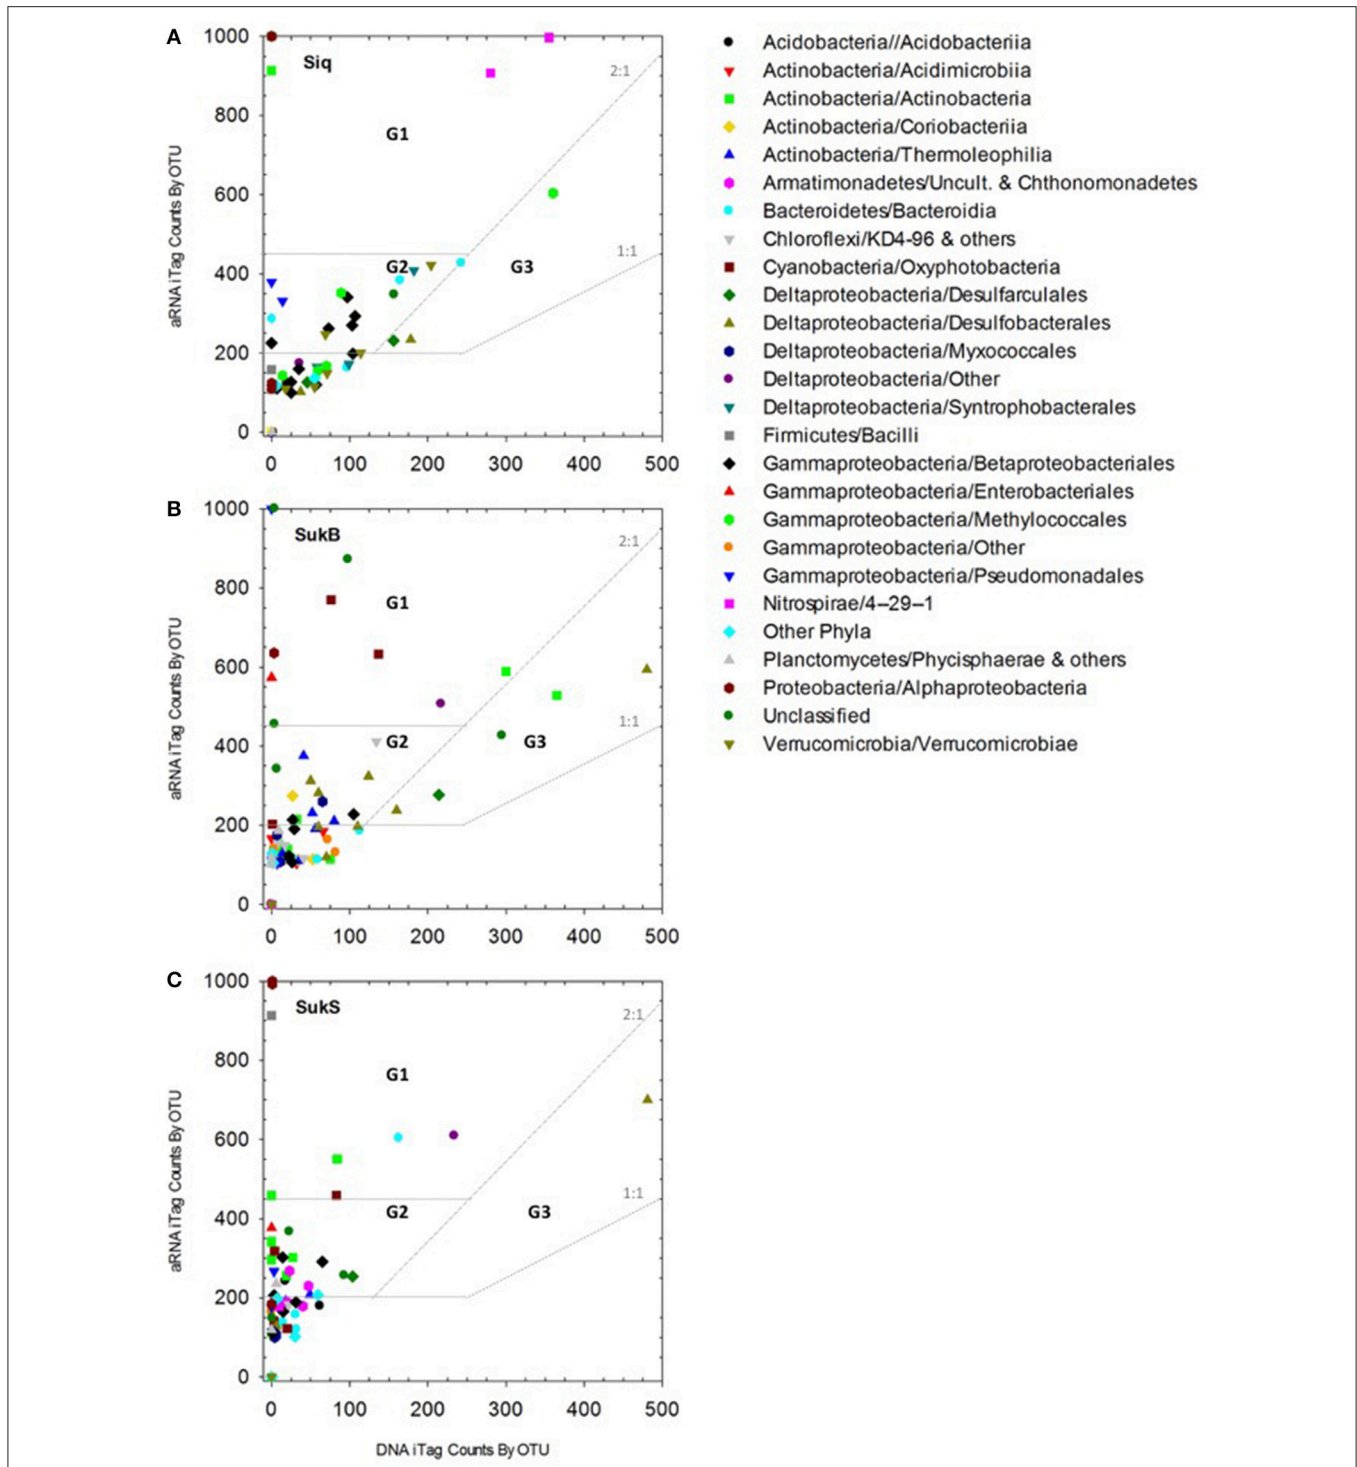 A
Siq
1000
800
600
400
200
0
aRNA iTag Counts By OTU
G1
G2
G3
2:1
1:1
0 100 200 300 400 500
B
SukB
1000
800
600
400
200
0
aRNA iTag Counts By OTU
G1
G2
G3
2:1
1:1
0 100 200 300 400 500
C
SukS
1000
800
600
400
200
0
aRNA iTag Counts By OTU
G1
G2
G3
2:1
1:1
0 100 200 300 400 500
DNA iTag Counts By OTU
Acidobacteria//Acidobacteriia
Actinobacteria/Acidimicrobiia
Actinobacteria/Actinobacteria
Actinobacteria/Coriobacteriia
Actinobacteria/Thermoleophilia
Armatimonadetes/Uncult. & Chthonomonadetes
Bacteroidetes/Bacteroidia
Chloroflexi/KD4-96 & others
Cyanobacteria/Oxyphotobacteria
Deltaproteobacteria/Desulfarculales
Deltaproteobacteria/Desulfobacterales
Deltaproteobacteria/Myxococcales
Deltaproteobacteria/Other
Deltaproteobacteria/Syntrophobacterales
Firmicutes/Bacilli
Gammaproteobacteria/Betaproteobacteriales
Gammaproteobacteria/Enterobacteriales
Gammaproteobacteria/Methylococcales
Gammaproteobacteria/Other
Gammaproteobacteria/Pseudomonadales
Nitrospirae/4–29–1
Other Phyla
Planctomycetes/Phycisphaerae & others
Proteobacteria/Alphaproteobacteria
Unclassified
Verrucomicrobia/Verrucomicrobiae